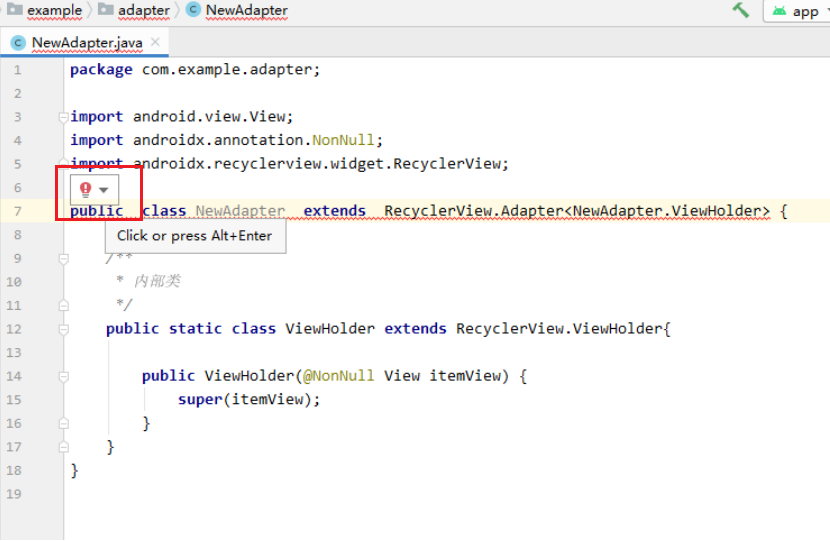 example adapter NewAdapter app
NewAdapter.java
1 package com.example.adapter;
2
3 import android.view.View;
4 import androidx.annotation.NonNull;
5 import androidx.recyclerview.widget.RecyclerView;
6
7 public class NewAdapter extends RecyclerView.Adapter<NewAdapter.ViewHolder> {
Click or press Alt+Enter
8
9 /**
10 * 内部类
11 */
12 public static class ViewHolder extends RecyclerView.ViewHolder{
13
14 public ViewHolder(@NonNull View itemView) {
15 super(itemView);
16 }
17 }
18 }
19